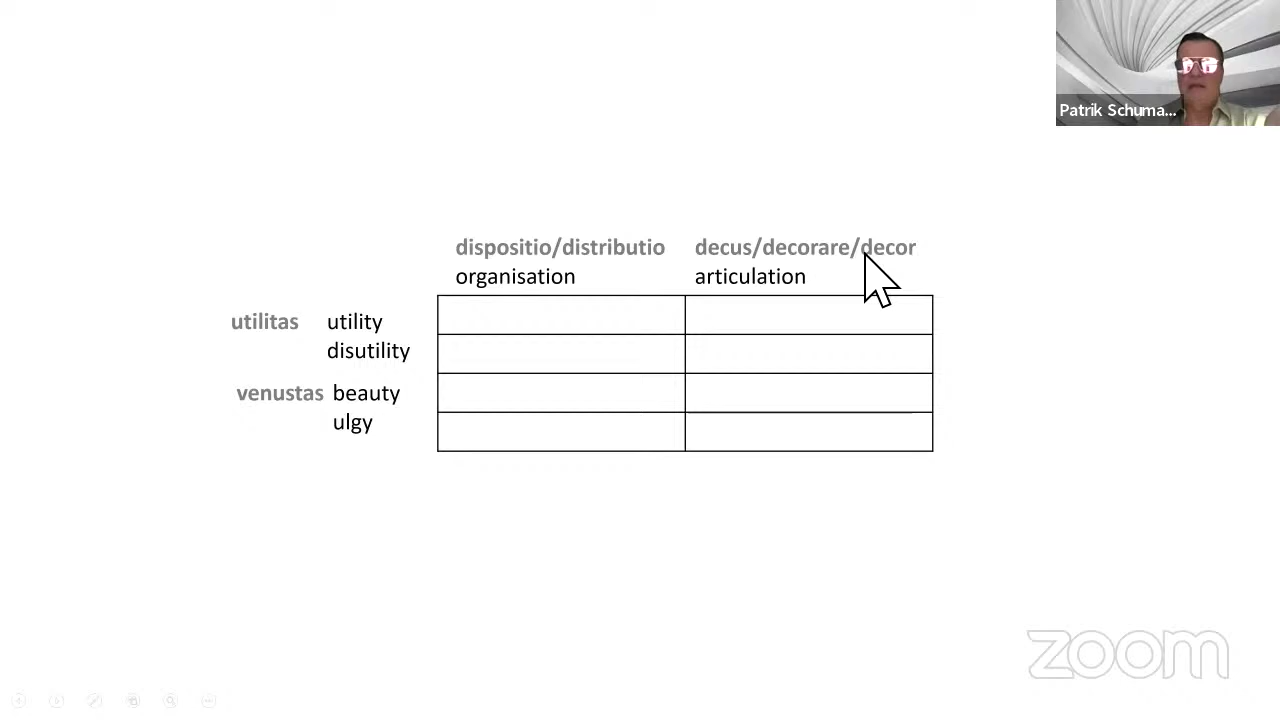 Patrik Schuma...
dispositio/distributio decus/decorare/decor
organisation articulation
utilitas utility
disutility
venustas beauty
ulgy
zoom